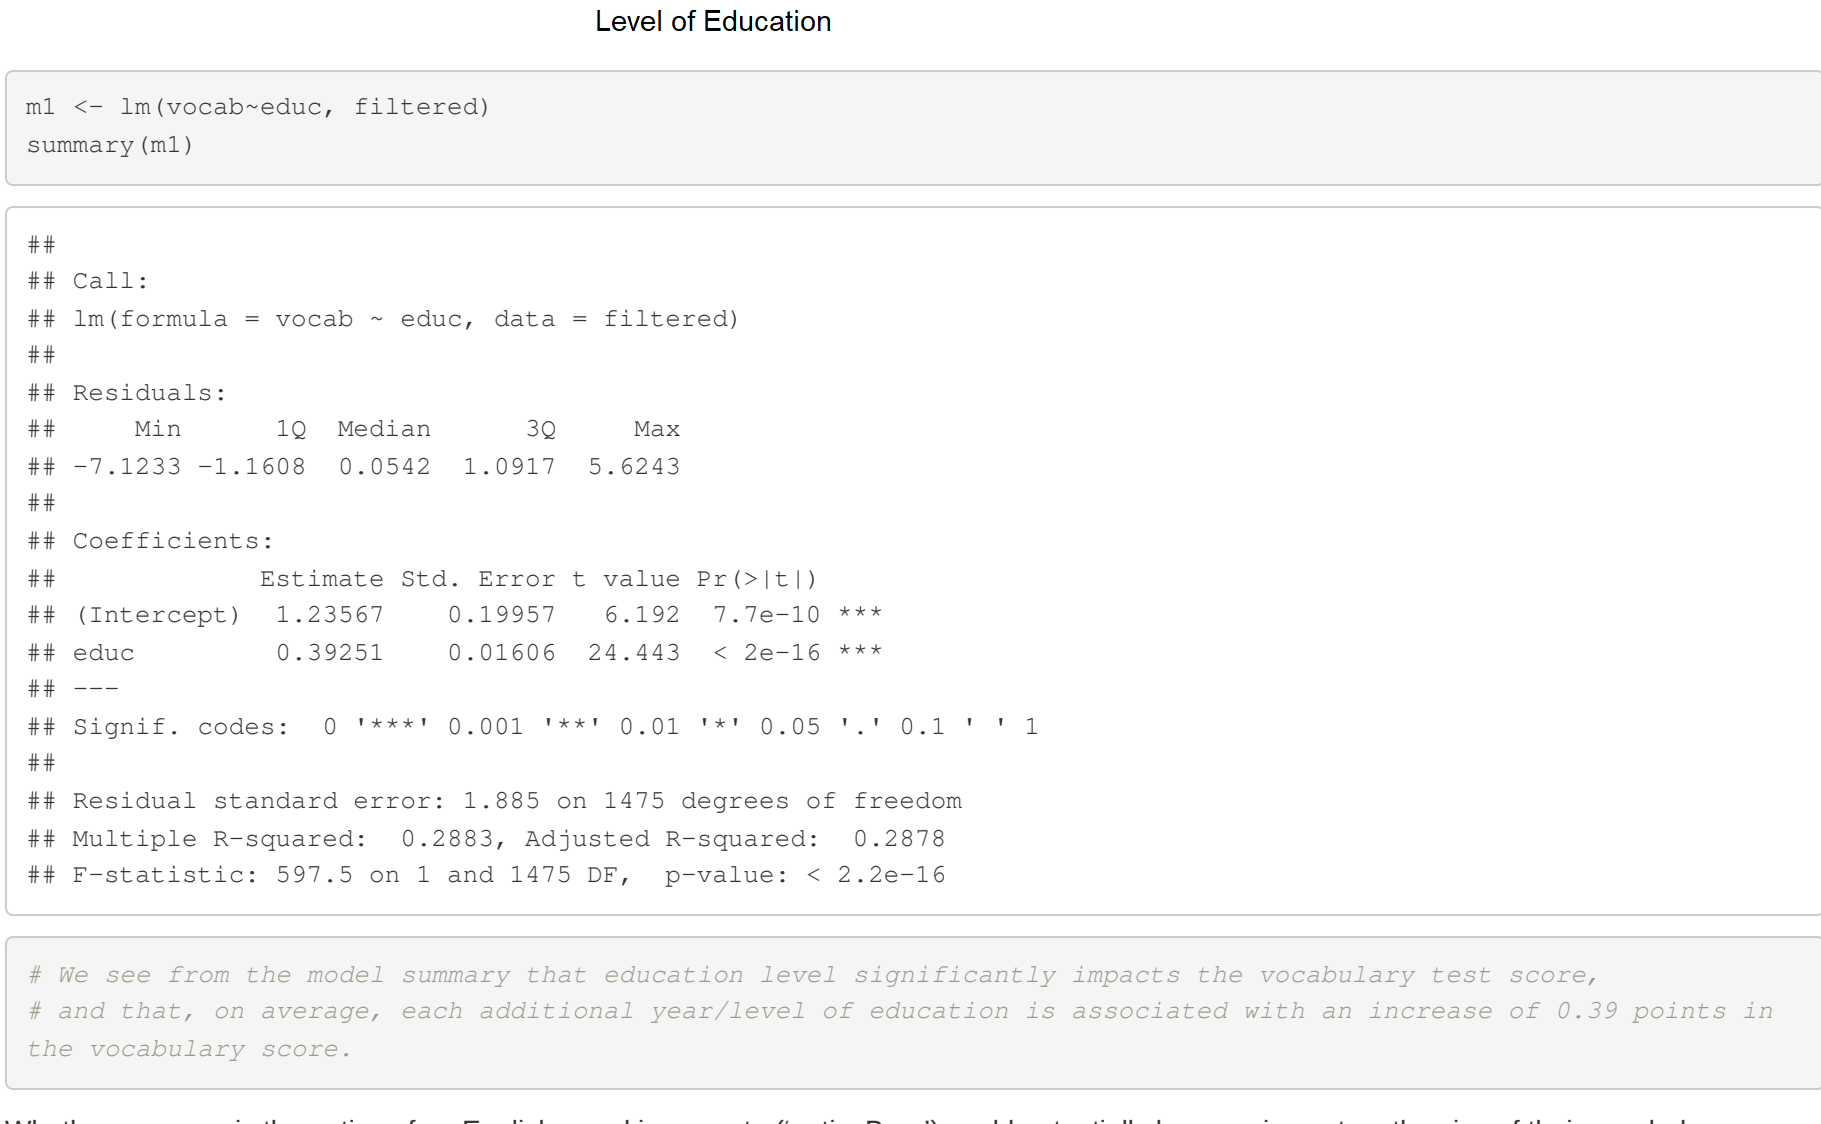 Level of Education
m1 <- lm(vocab~educ, filtered)
summary(m1)
##
## Call:
## lm(formula = vocab ~ educ, data = filtered)
##
## Residuals:
##     Min      1Q  Median      3Q     Max
## -7.1233 -1.1608  0.0542  1.0917  5.6243
##
## Coefficients:
##             Estimate Std. Error t value Pr(>|t|)
## (Intercept)  1.23567    0.19957   6.192  7.7e-10 ***
## educ         0.39251    0.01606  24.443  < 2e-16 ***
## ---
## Signif. codes:  0 '***' 0.001 '**' 0.01 '*' 0.05 '.' 0.1 ' ' 1
##
## Residual standard error: 1.885 on 1475 degrees of freedom
## Multiple R-squared:  0.2883, Adjusted R-squared:  0.2878
## F-statistic: 597.5 on 1 and 1475 DF,  p-value: < 2.2e-16
# We see from the model summary that education level significantly impacts the vocabulary test score,
# and that, on average, each additional year/level of education is associated with an increase of 0.39 points in
the vocabulary score.